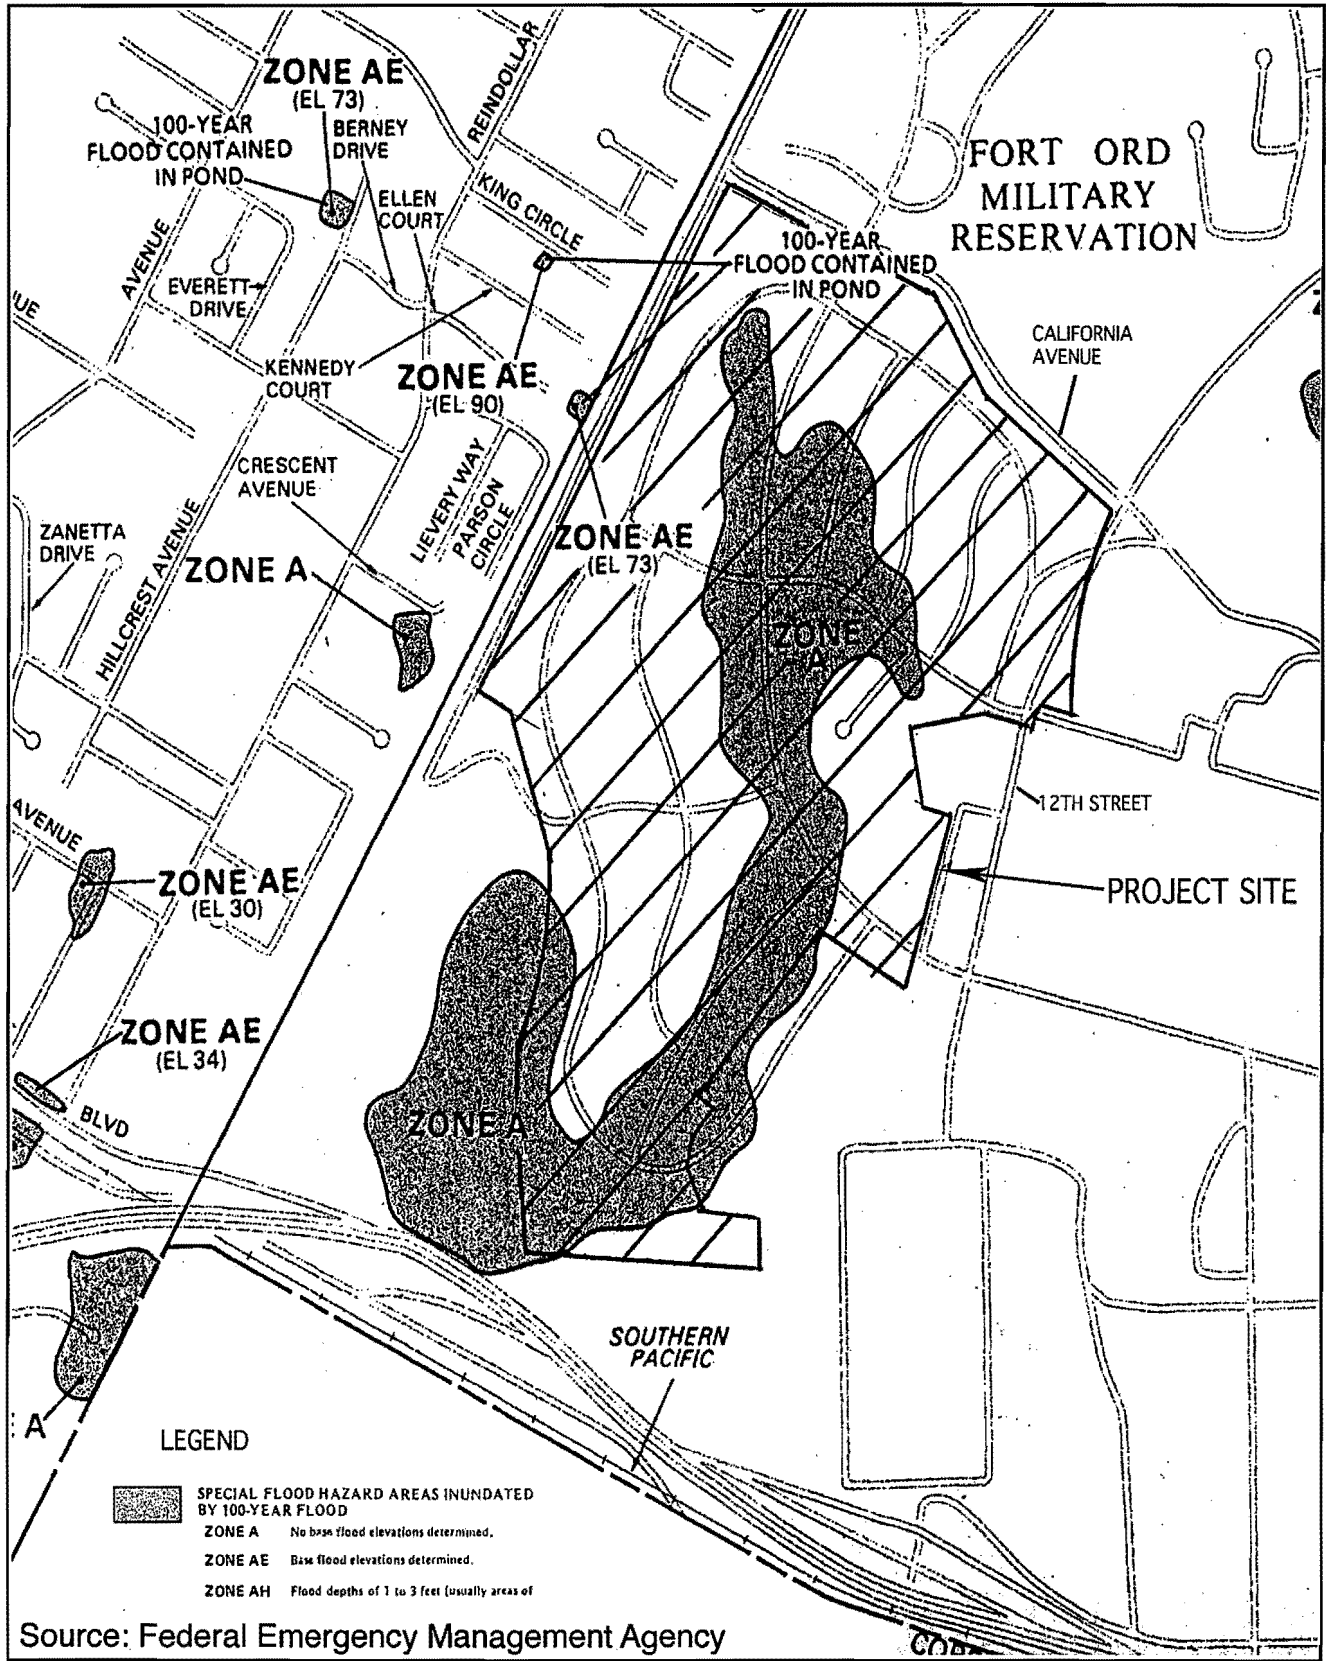 ZONE AE
(EL 73)
100-YEAR
FLOOD CONTAINED
IN POND
BERNEY
DRIVE
REINDOLLAR
ELLEN
COURT
KING CIRCLE
FORT ORD
MILITARY
RESERVATION
100-YEAR
FLOOD CONTAINED
IN POND
AVENUE
EVERETT
DRIVE
UE
KENNEDY
COURT
ZONE AE
(EL 90)
CALIFORNIA
AVENUE
CRESCENT
AVENUE
LIEVERY WAY
PARSON
CIRCLE
ZANETTA
DRIVE
HILLCREST AVENUE
ZONE A
ZONE AE
(EL 73)
ZONE
A
12TH STREET
AVENUE
ZONE AE
(EL 30)
PROJECT SITE
ZONE AE
(EL 34)
BLVD
ZONE A
SOUTHERN
PACIFIC
A
LEGEND
SPECIAL FLOOD HAZARD AREAS INUNDATED
BY 100-YEAR FLOOD
ZONE A No base flood elevations determined.
ZONE AE Base flood elevations determined.
ZONE AH Flood depths of 1 to 3 feet (usually areas of
Source: Federal Emergency Management Agency